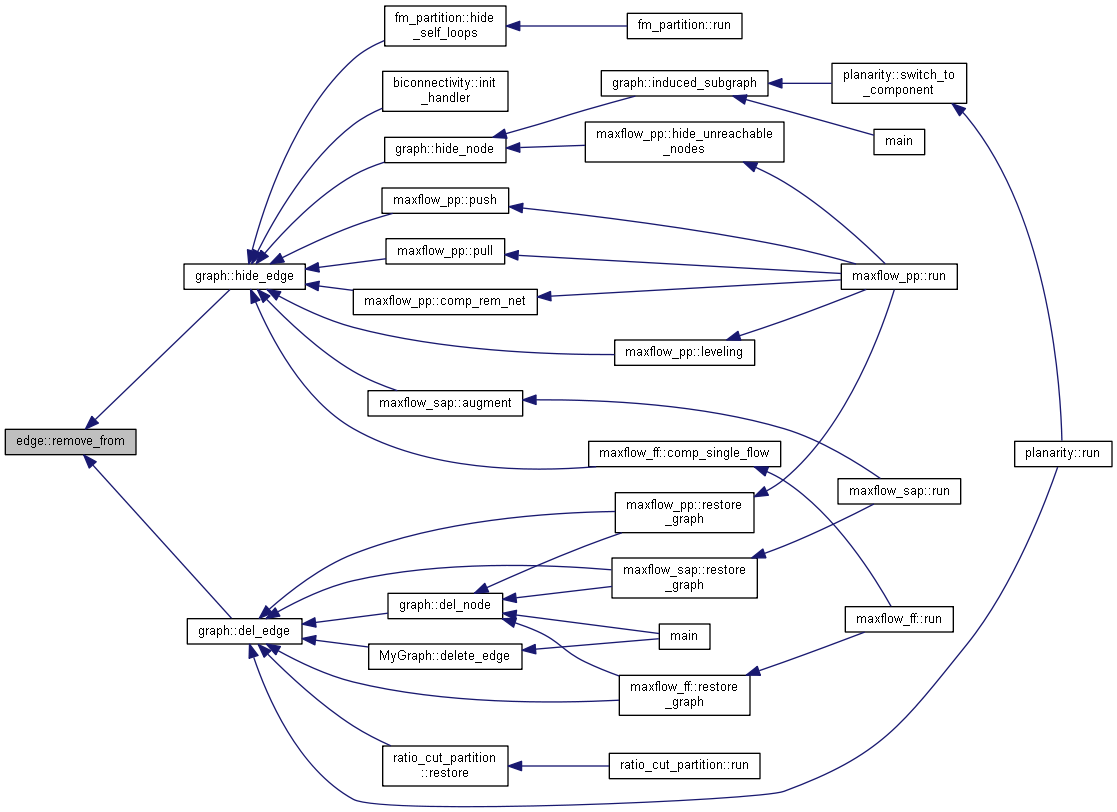 fm_partition::hide
_self_loops
fm_partition::run
biconnectivity::init
_handler
graph::induced_subgraph
planarity::switch_to
_component
main
graph::hide_node
maxflow_pp::hide_unreachable
_nodes
maxflow_pp::push
maxflow_pp::pull
graph::hide_edge
maxflow_pp::run
maxflow_pp::comp_rem_net
maxflow_pp::leveling
maxflow_sap::augment
edge::remove_from
maxflow_ff::comp_single_flow
planarity::run
maxflow_sap::run
maxflow_pp::restore
_graph
maxflow_sap::restore
_graph
graph::del_node
maxflow_ff::run
graph::del_edge
main
MyGraph::delete_edge
maxflow_ff::restore
_graph
ratio_cut_partition
::restore
ratio_cut_partition::run